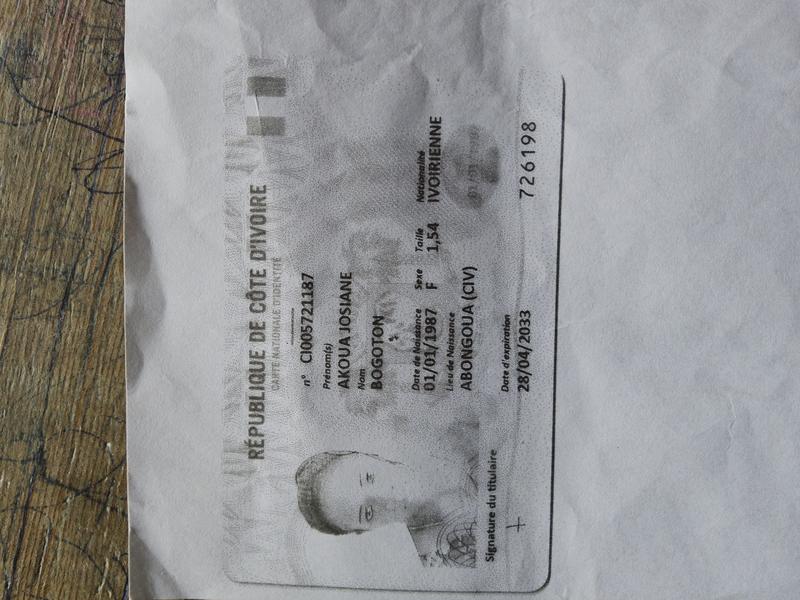 RÉPUBLIQUE DE CÔTE D'IVOIRE
CARTE NATIONALE D'IDENTITÉ
n° CI005721187
Prénom(s)
AKOUA JOSIANE
Nom
BOGOTON
Date de Naissance Sexe Taille Nationalité
01/01/1987 F 1,54 IVOIRIENNE
Lieu de Naissance
ABONGOUA (CIV)
Signature du titulaire
Date d'expiration
28/04/2033
726198